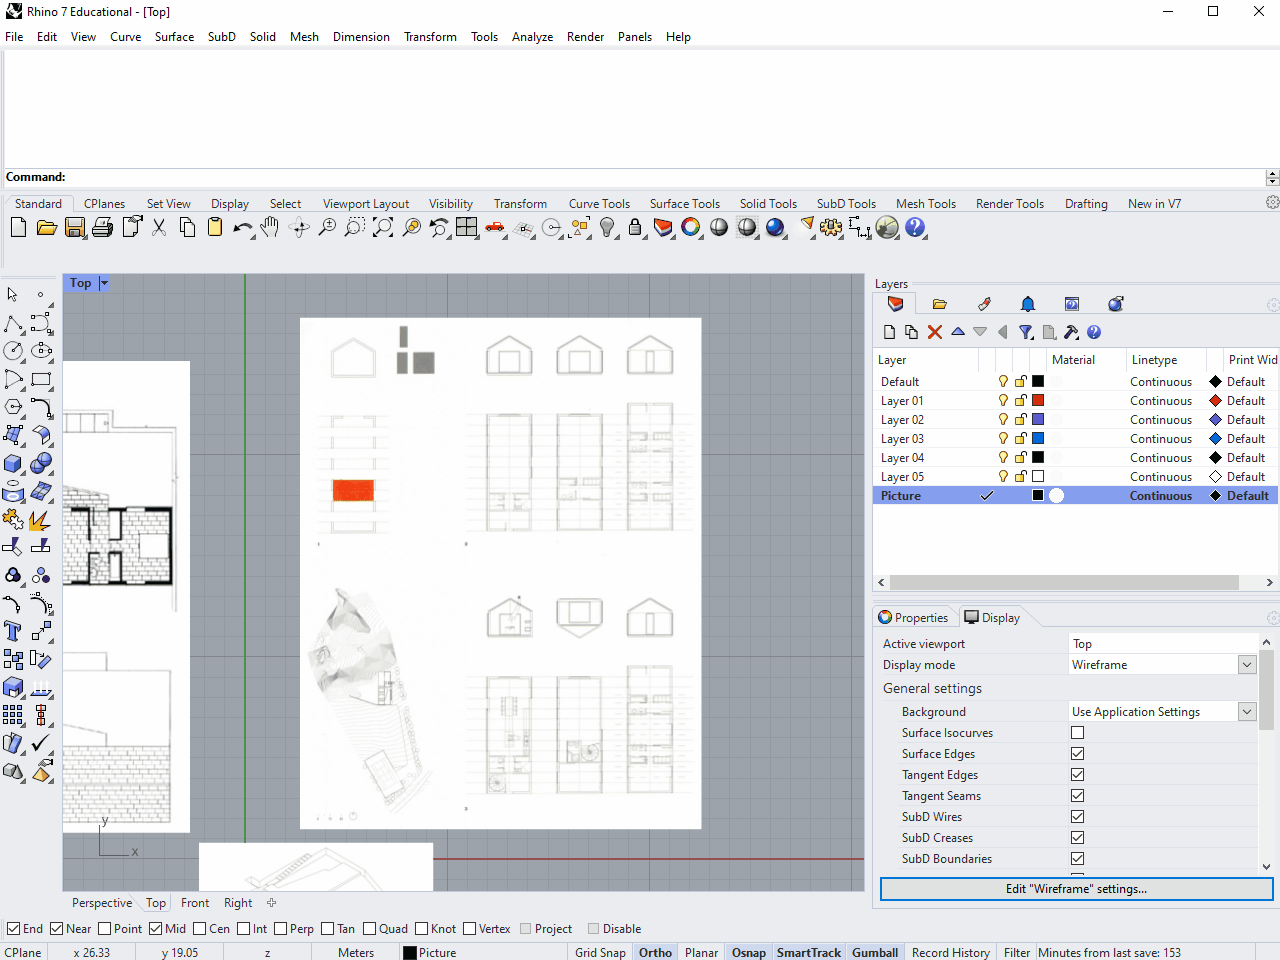 Rhino 7 Educational - [Top]
File Edit View Curve Surface SubD Solid Mesh Dimension Transform Tools Analyze Render Panels Help
Command:
Standard CPlanes Set View Display Select Viewport Layout Visibility Transform Curve Tools Surface Tools Solid Tools SubD Tools Mesh Tools Render Tools Drafting New in V7
Top
y
x
Layers
Layer Material Linetype Print Wid
Default Continuous Default
Layer 01 Continuous Default
Layer 02 Continuous Default
Layer 03 Continuous Default
Layer 04 Continuous Default
Layer 05 Continuous Default
Picture Continuous Default
Properties Display
Active viewport Top
Display mode Wireframe
General settings
Background Use Application Settings
Surface Isocurves
Surface Edges
Tangent Edges
Tangent Seams
SubD Wires
SubD Creases
SubD Boundaries
Edit "Wireframe" settings...
Perspective Top Front Right
End Near Point Mid Cen Int Perp Tan Quad Knot Vertex Project Disable
CPlane x 26.33 y 19.05 z Meters Picture Grid Snap Ortho Planar Osnap SmartTrack Gumball Record History Filter Minutes from last save: 153